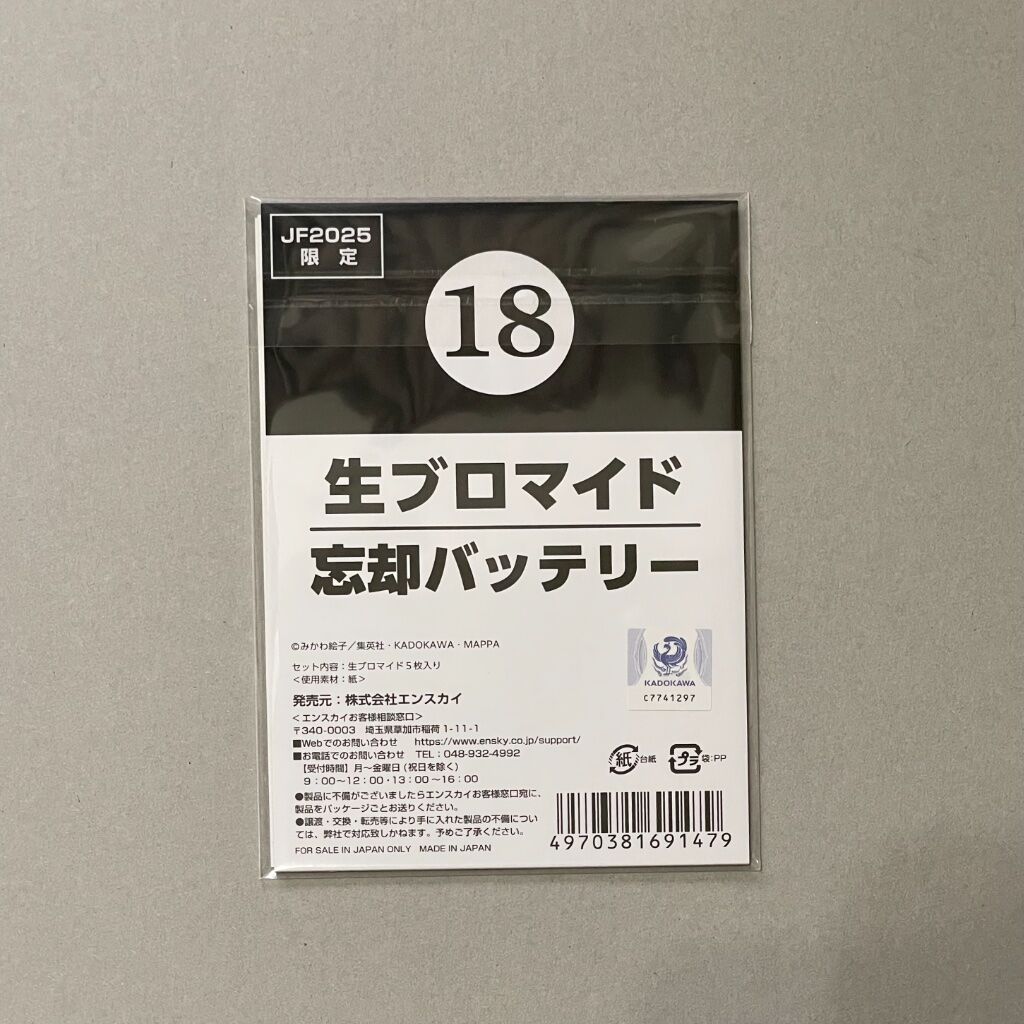 JF2025
限 定
18
生ブロマイド
忘却バッテリー
©みかわ絵子／集英社・KADOKAWA・MAPPA
セット内容：生ブロマイド5枚入り
＜使用素材：紙＞
発売元：株式会社エンスカイ
＜エンスカイお客様相談窓口＞
〒340-0003 埼玉県草加市稲荷 1-11-1
■Webでのお問い合わせ https://www.ensky.co.jp/support/
■お電話でのお問い合わせ TEL：048-932-4992
【受付時間】月～金曜日(祝日を除く)
9：00～12：00・13：00～16：00
●製品に不備がございましたらエンスカイお客様窓口宛に、
製品をパッケージごとお送りください。
●譲渡・交換・転売等により手に入れた製品の不備につい
ては、弊社で対応致しかねます。予めご了承ください。
FOR SALE IN JAPAN ONLY MADE IN JAPAN
KADOKAWA
C7741297
紙 台紙
プラ 袋：PP
4970381691479